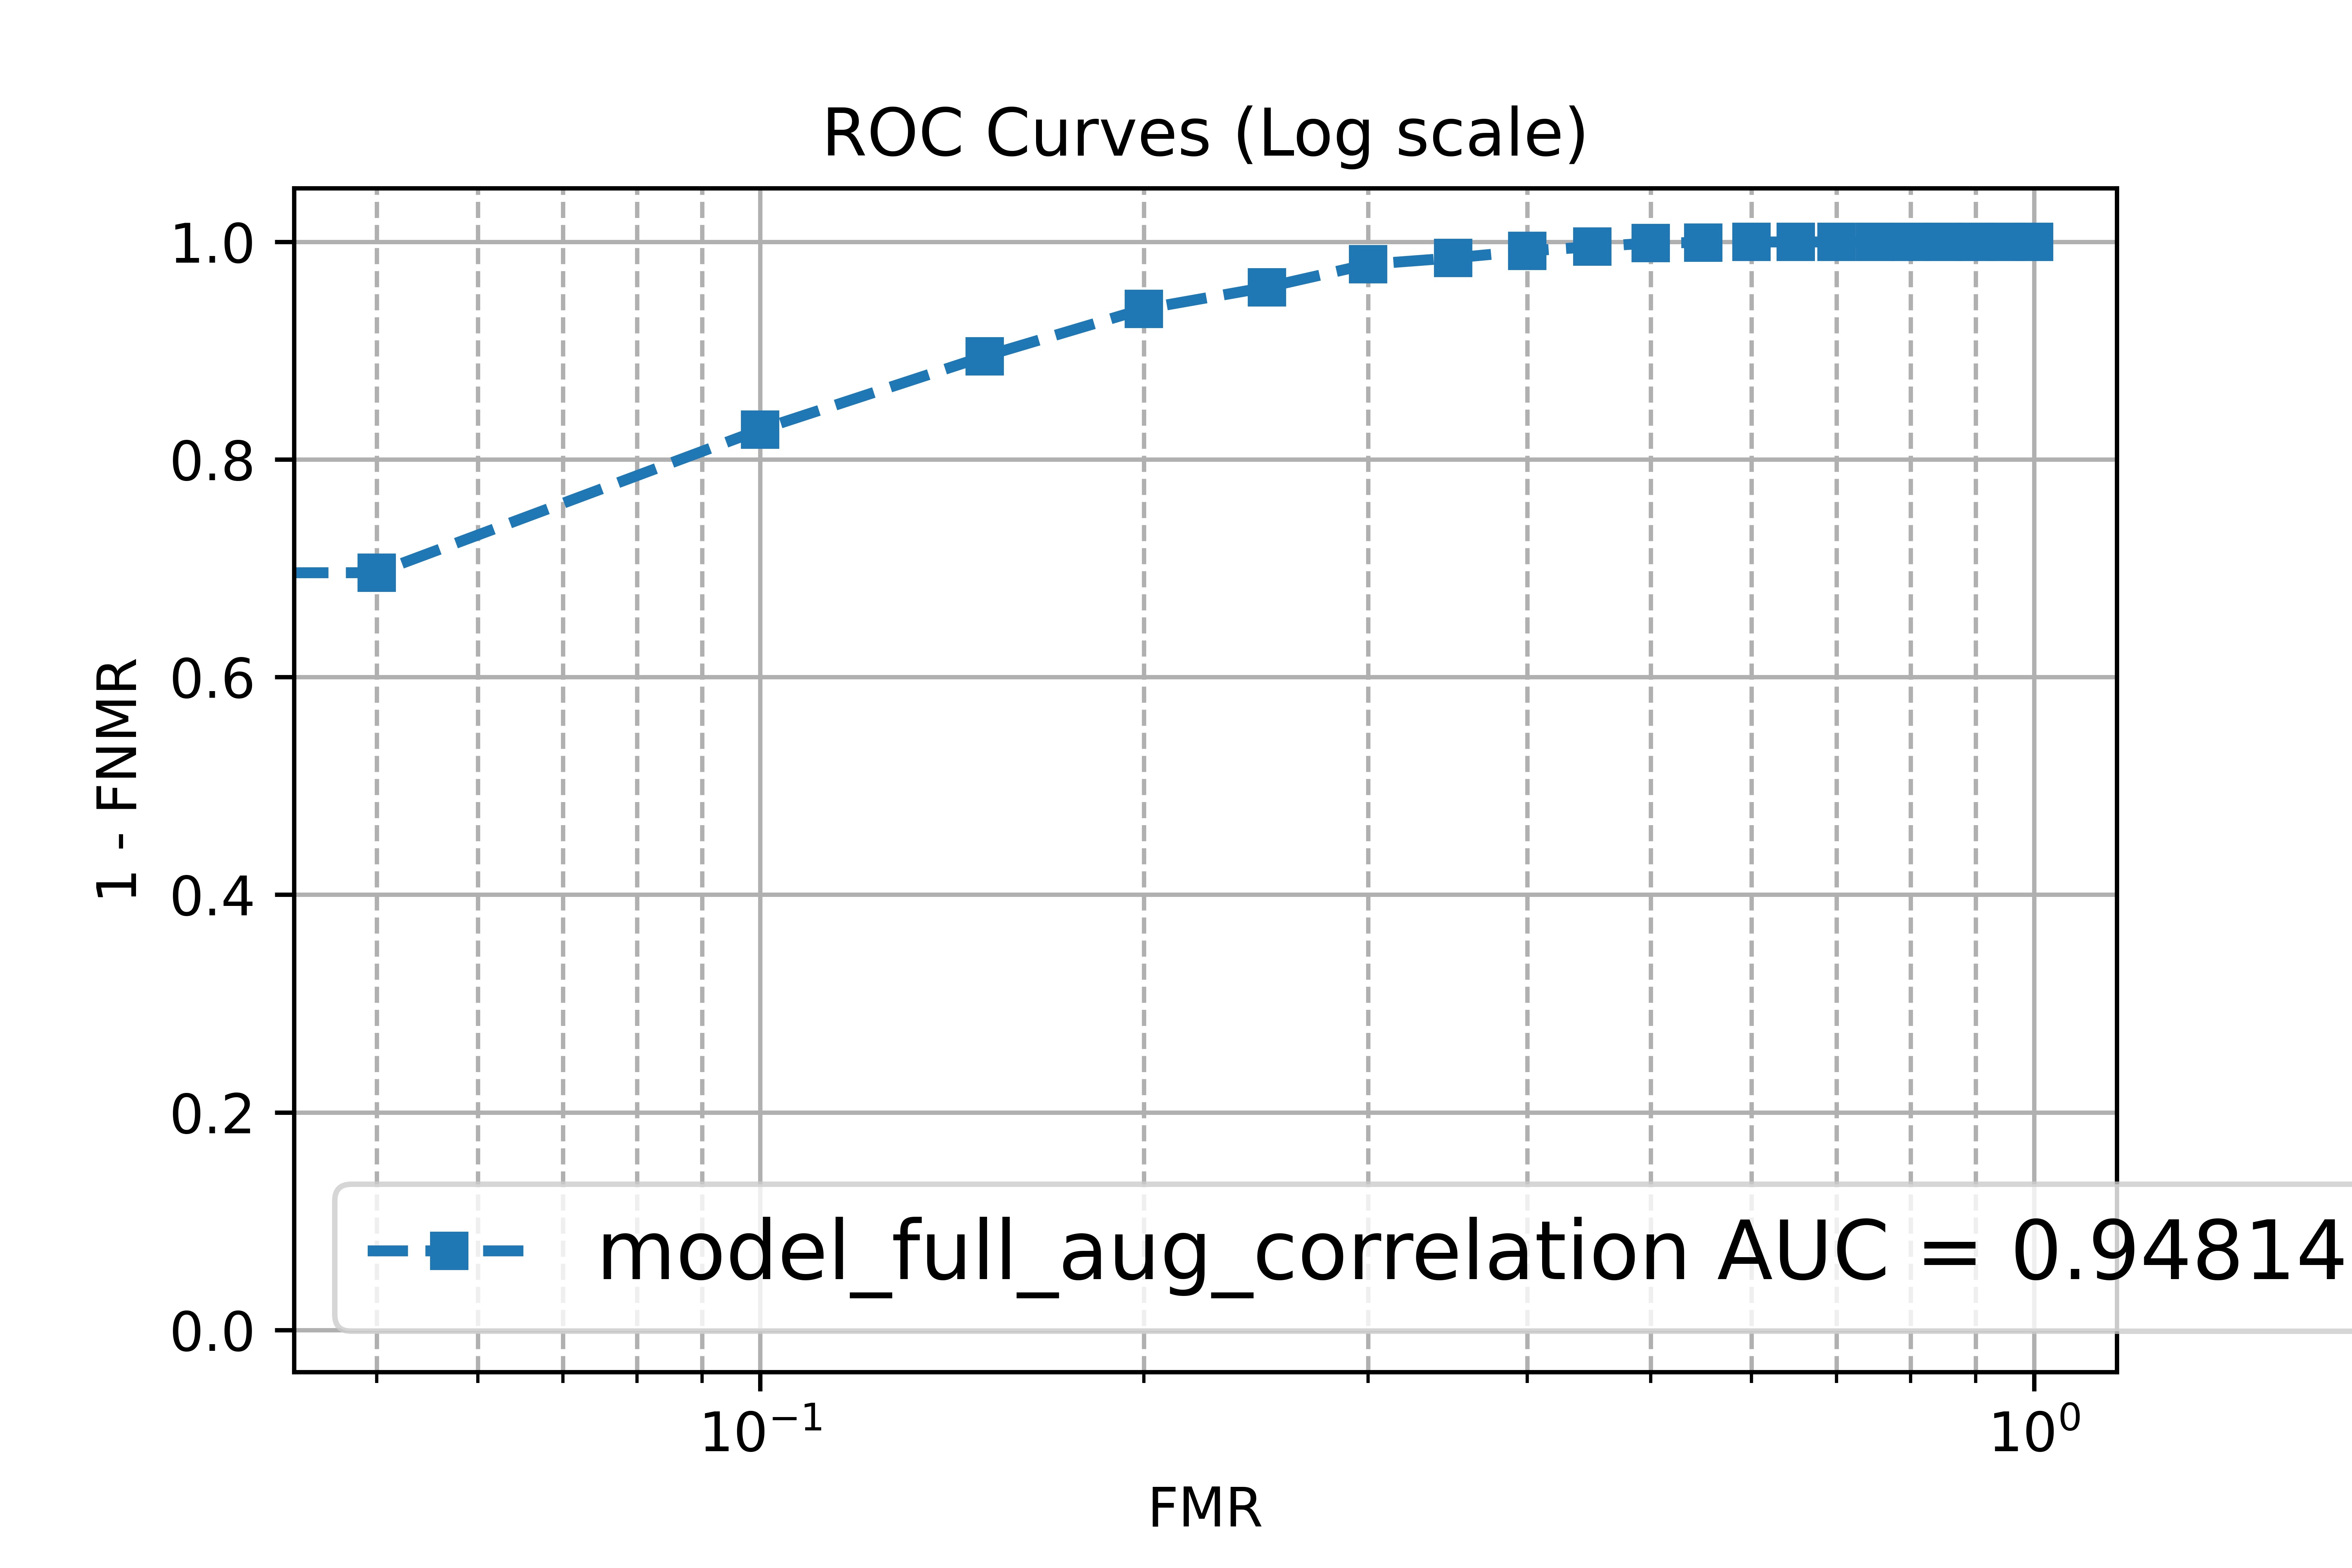 ROC Curves (Log scale)
1 - FNMR
1.0
0.8
0.6
0.4
0.2
0.0
model_full_aug_correlation AUC = 0.94814
10⁻¹
10⁰
FMR